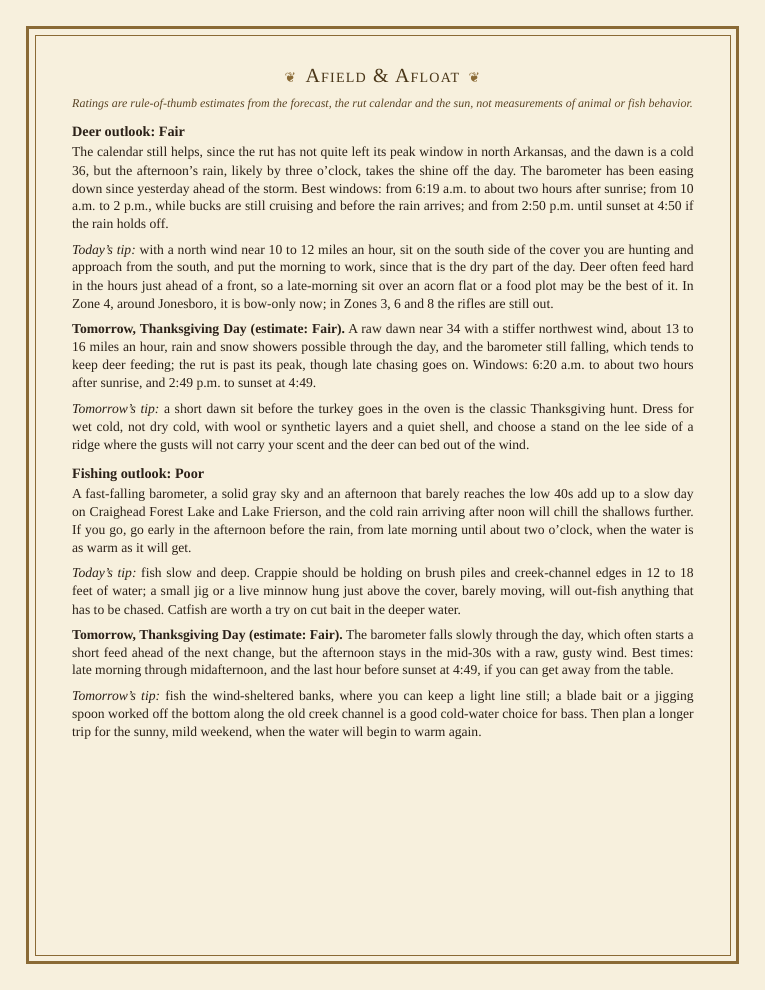 ❦ Afield & Afloat ❦
Ratings are rule-of-thumb estimates from the forecast, the rut calendar and the sun, not measurements of animal or fish behavior.
Deer outlook: Fair
The calendar still helps, since the rut has not quite left its peak window in north Arkansas, and the dawn is a cold
36, but the afternoon’s rain, likely by three o’clock, takes the shine off the day. The barometer has been easing
down since yesterday ahead of the storm. Best windows: from 6:19 a.m. to about two hours after sunrise; from 10
a.m. to 2 p.m., while bucks are still cruising and before the rain arrives; and from 2:50 p.m. until sunset at 4:50 if
the rain holds off.
Today’s tip: with a north wind near 10 to 12 miles an hour, sit on the south side of the cover you are hunting and
approach from the south, and put the morning to work, since that is the dry part of the day. Deer often feed hard
in the hours just ahead of a front, so a late-morning sit over an acorn flat or a food plot may be the best of it. In
Zone 4, around Jonesboro, it is bow-only now; in Zones 3, 6 and 8 the rifles are still out.
Tomorrow, Thanksgiving Day (estimate: Fair). A raw dawn near 34 with a stiffer northwest wind, about 13 to
16 miles an hour, rain and snow showers possible through the day, and the barometer still falling, which tends to
keep deer feeding; the rut is past its peak, though late chasing goes on. Windows: 6:20 a.m. to about two hours
after sunrise, and 2:49 p.m. to sunset at 4:49.
Tomorrow’s tip: a short dawn sit before the turkey goes in the oven is the classic Thanksgiving hunt. Dress for
wet cold, not dry cold, with wool or synthetic layers and a quiet shell, and choose a stand on the lee side of a
ridge where the gusts will not carry your scent and the deer can bed out of the wind.
Fishing outlook: Poor
A fast-falling barometer, a solid gray sky and an afternoon that barely reaches the low 40s add up to a slow day
on Craighead Forest Lake and Lake Frierson, and the cold rain arriving after noon will chill the shallows further.
If you go, go early in the afternoon before the rain, from late morning until about two o’clock, when the water is
as warm as it will get.
Today’s tip: fish slow and deep. Crappie should be holding on brush piles and creek-channel edges in 12 to 18
feet of water; a small jig or a live minnow hung just above the cover, barely moving, will out-fish anything that
has to be chased. Catfish are worth a try on cut bait in the deeper water.
Tomorrow, Thanksgiving Day (estimate: Fair). The barometer falls slowly through the day, which often starts a
short feed ahead of the next change, but the afternoon stays in the mid-30s with a raw, gusty wind. Best times:
late morning through midafternoon, and the last hour before sunset at 4:49, if you can get away from the table.
Tomorrow’s tip: fish the wind-sheltered banks, where you can keep a light line still; a blade bait or a jigging
spoon worked off the bottom along the old creek channel is a good cold-water choice for bass. Then plan a longer
trip for the sunny, mild weekend, when the water will begin to warm again.